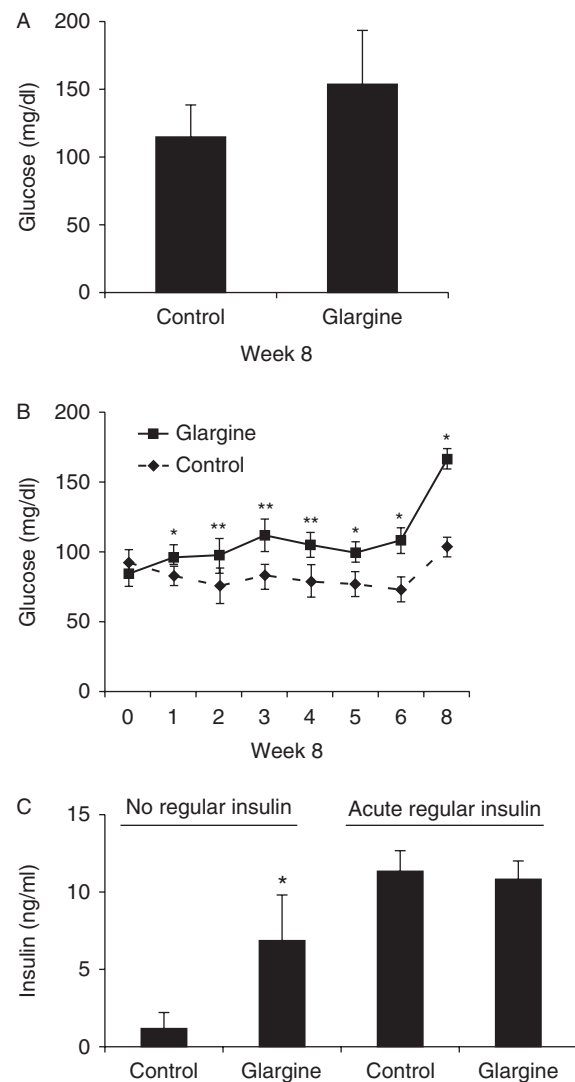 A
200
150
100
50
0
Glucose (mg/dl)
Control Glargine
Week 8
B
200
150
100
50
0
Glucose (mg/dl)
Glargine
Control
* ** ** ** * * *
0 1 2 3 4 5 6 8
Week 8
C
15
10
5
0
Insulin (ng/ml)
No regular insulin Acute regular insulin
*
Control Glargine Control Glargine